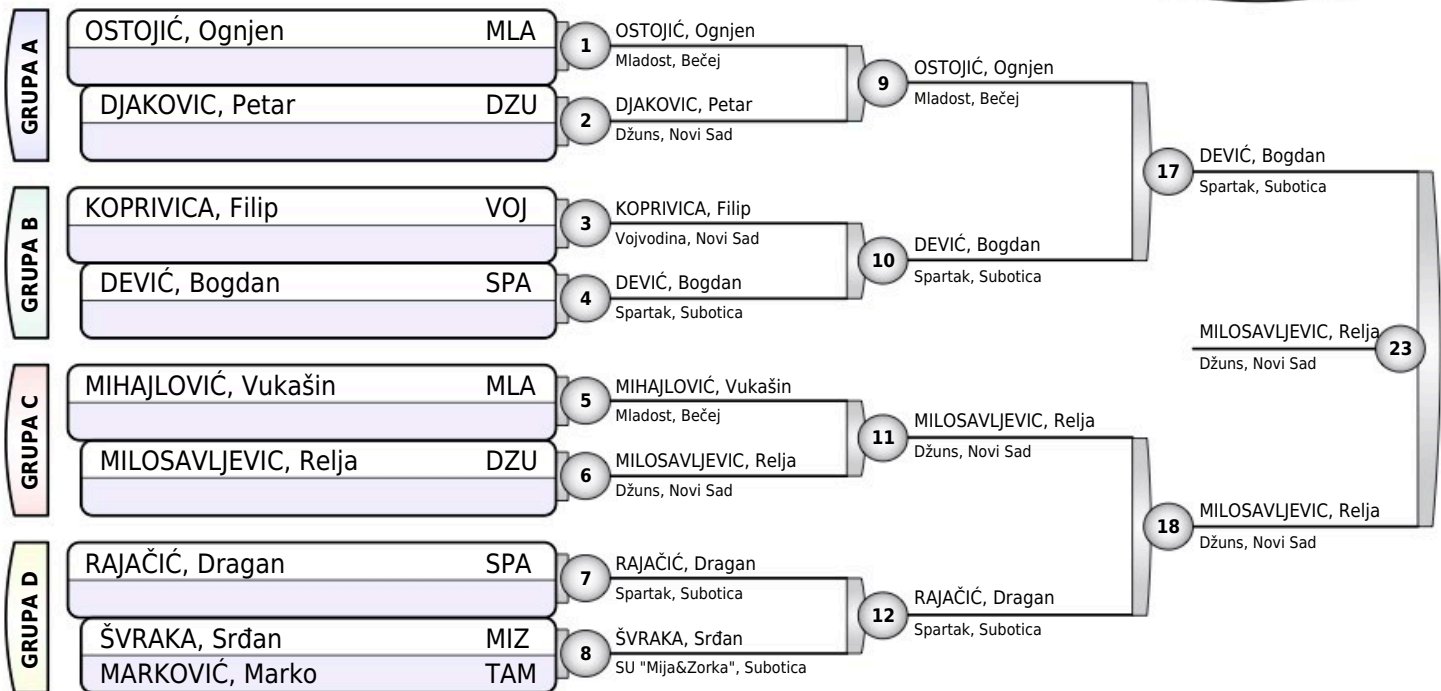 GRUPA A
OSTOJIĆ, Ognjen MLA
DJAKOVIC, Petar DZU
GRUPA B
KOPRIVICA, Filip VOJ
DEVIĆ, Bogdan SPA
GRUPA C
MIHAJLOVIĆ, Vukašin MLA
MILOSAVLJEVIC, Relja DZU
GRUPA D
RAJAČIĆ, Dragan SPA
ŠVRAKA, Srđan MIZ
MARKOVIĆ, Marko TAM
1
OSTOJIĆ, Ognjen
Mladost, Bečej
2
DJAKOVIC, Petar
Džuns, Novi Sad
3
KOPRIVICA, Filip
Vojvodina, Novi Sad
4
DEVIĆ, Bogdan
Spartak, Subotica
5
MIHAJLOVIĆ, Vukašin
Mladost, Bečej
6
MILOSAVLJEVIC, Relja
Džuns, Novi Sad
7
RAJAČIĆ, Dragan
Spartak, Subotica
8
ŠVRAKA, Srđan
SU "Mija&Zorka", Subotica
9
OSTOJIĆ, Ognjen
Mladost, Bečej
10
DEVIĆ, Bogdan
Spartak, Subotica
11
MILOSAVLJEVIC, Relja
Džuns, Novi Sad
12
RAJAČIĆ, Dragan
Spartak, Subotica
17
DEVIĆ, Bogdan
Spartak, Subotica
18
MILOSAVLJEVIC, Relja
Džuns, Novi Sad
MILOSAVLJEVIC, Relja
Džuns, Novi Sad
23